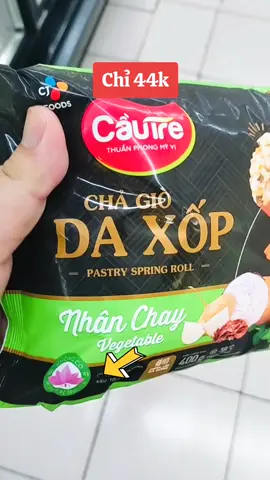 Chỉ 44k
CJ
FOODS
CẦU TRE
THUẦN PHONG MỸ VỊ
CHẢ GIÒ
DA XỐP
PASTRY SPRING ROLL
Nhân Chay
Vegetable
400g